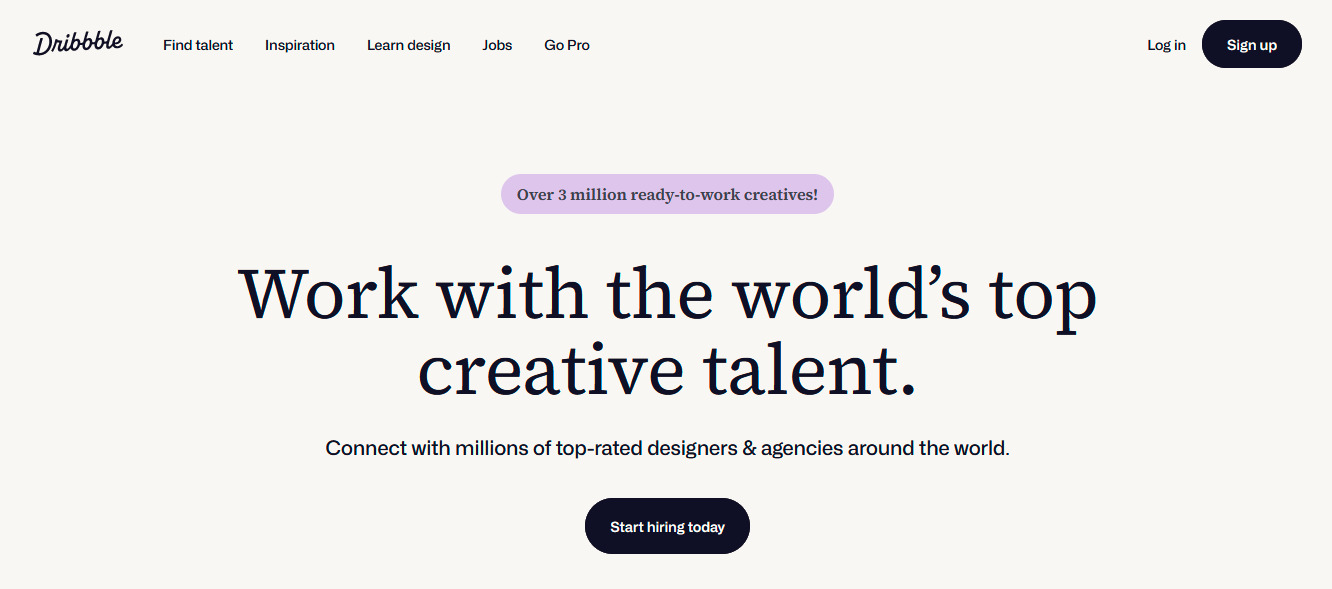 Dribbble
Find talent
Inspiration
Learn design
Jobs
Go Pro
Log in
Sign up
Over 3 million ready-to-work creatives!
Work with the world’s top
creative talent.
Connect with millions of top-rated designers & agencies around the world.
Start hiring today